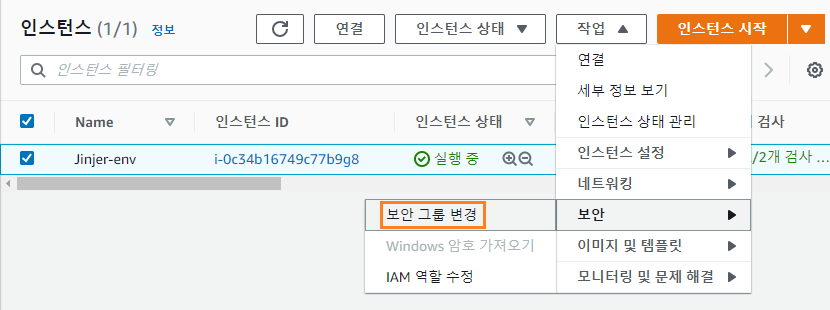 인스턴스 (1/1) 정보
연결
인스턴스 상태
작업
인스턴스 시작
인스턴스 필터링
Name
인스턴스 ID
인스턴스 상태
검사
Jinjer-env
i-0c34b16749c77b9g8
실행 중
/2개 검사 ...
연결
세부 정보 보기
인스턴스 상태 관리
인스턴스 설정
네트워킹
보안
이미지 및 템플릿
모니터링 및 문제 해결
보안 그룹 변경
Windows 암호 가져오기
IAM 역할 수정